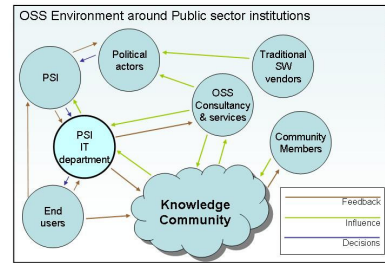 OSS Environment around Public sector institutions
Political
actors
Traditional
SW
vendors
PSI
OSS
Consultancy
& services
PSI
IT
department
Community
Members
Knowledge
Community
End
users
Feedback
Influence
Decisions